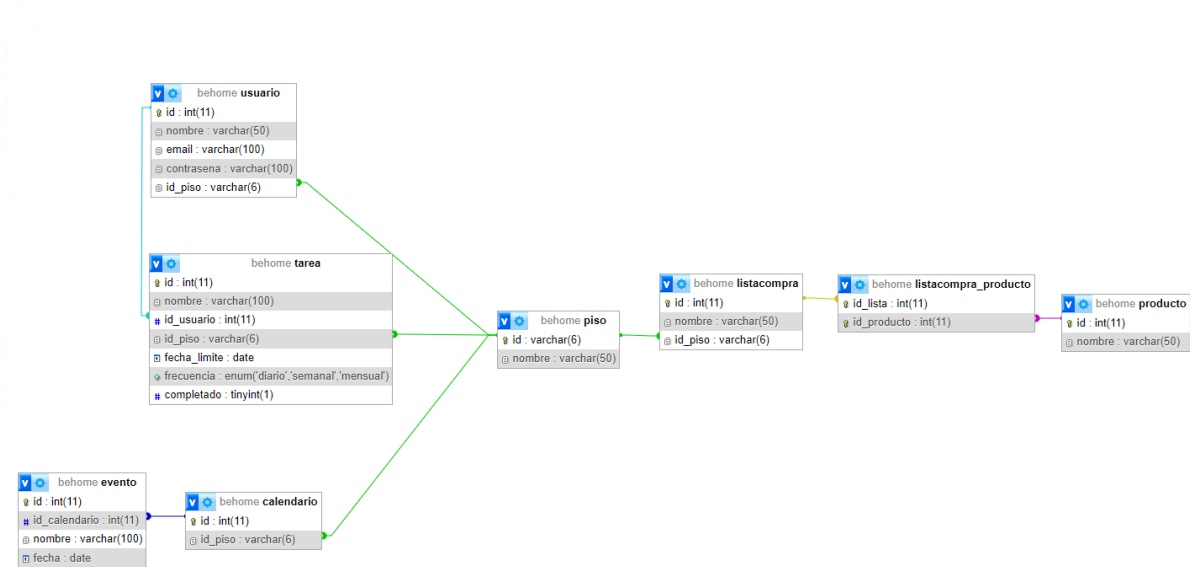 behome usuario
id : int(11)
nombre : varchar(50)
email : varchar(100)
contrasena : varchar(100)
id_piso : varchar(6)
behome tarea
id : int(11)
nombre : varchar(100)
id_usuario : int(11)
id_piso : varchar(6)
fecha_limite : date
frecuencia : enum('diario','semanal','mensual')
completado : tinyint(1)
behome evento
id : int(11)
id_calendario : int(11)
nombre : varchar(100)
fecha : date
behome calendario
id : int(11)
id_piso : varchar(6)
behome piso
id : varchar(6)
nombre : varchar(50)
behome listacompra
id : int(11)
nombre : varchar(50)
id_piso : varchar(6)
behome listacompra_producto
id_lista : int(11)
id_producto : int(11)
behome producto
id : int(11)
nombre : varchar(50)